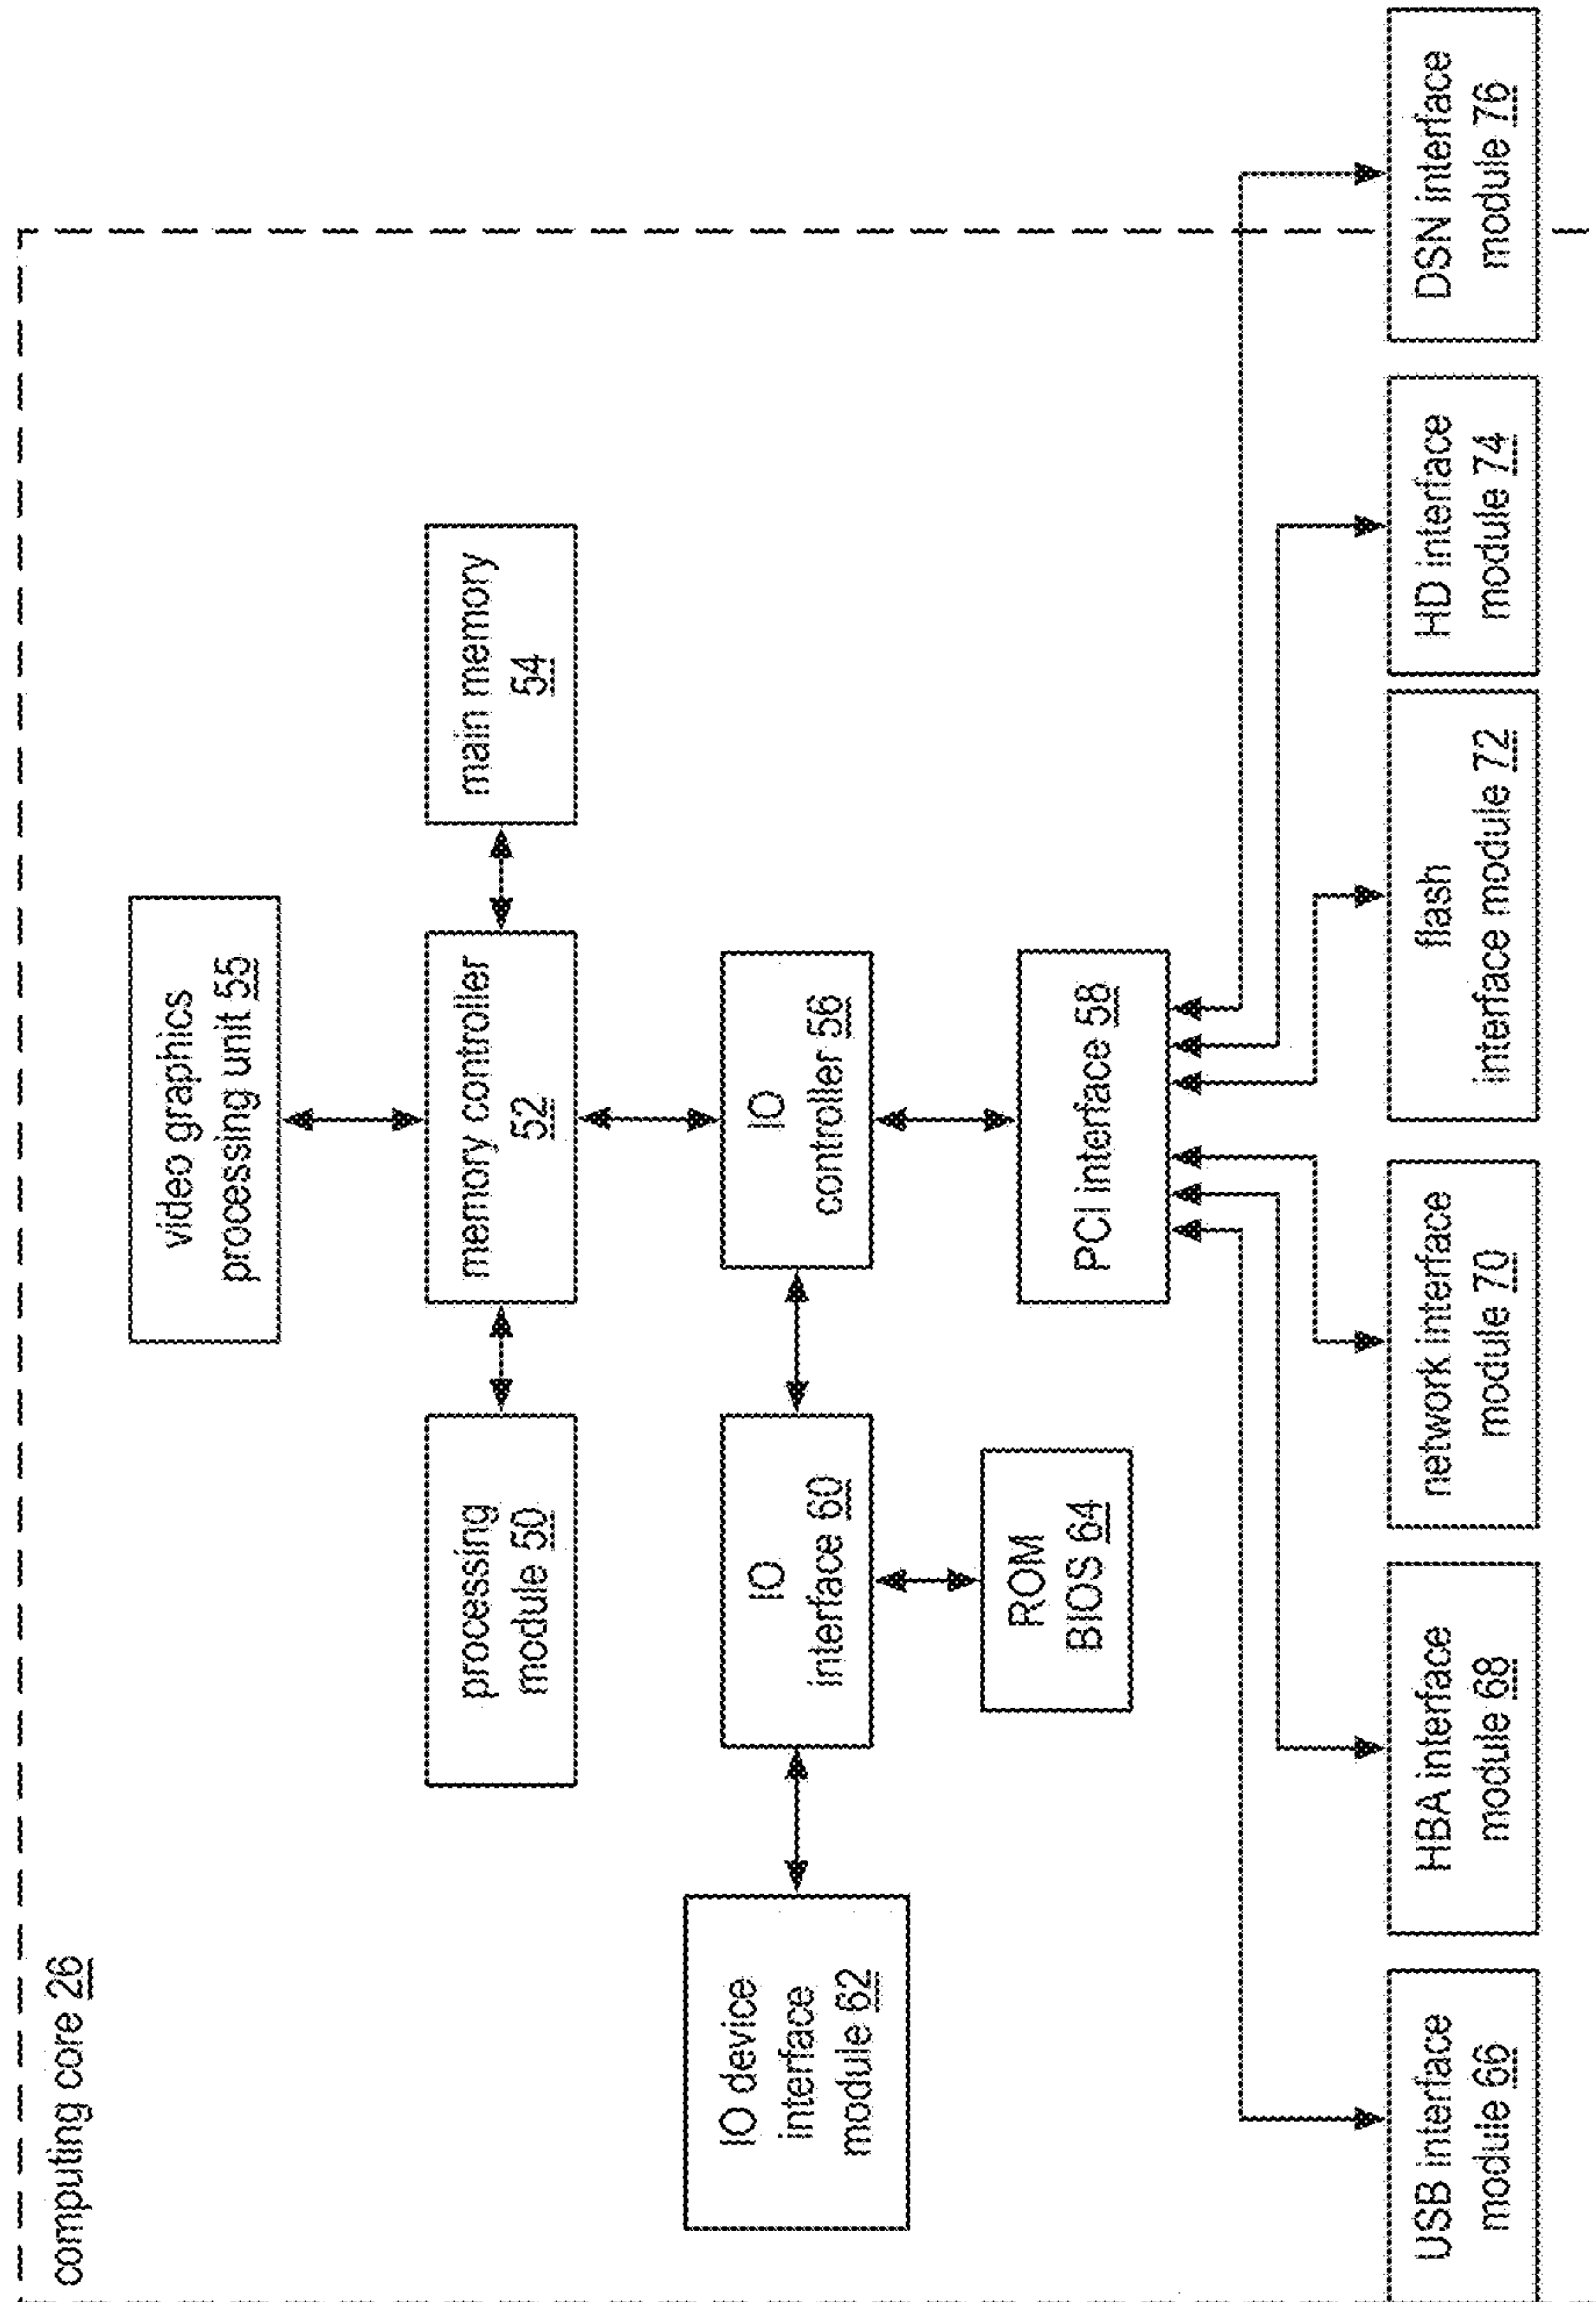 computing core 26
video graphics
processing unit 55
processing
module 50
memory controller
52
main memory
54
IO device
interface
module 62
IO
interface 60
IO
controller 56
ROM
BIOS 64
PCI interface 58
USB interface
module 66
HBA interface
module 68
network interface
module 70
flash
interface module 72
HD interface
module 74
DSN interface
module 76